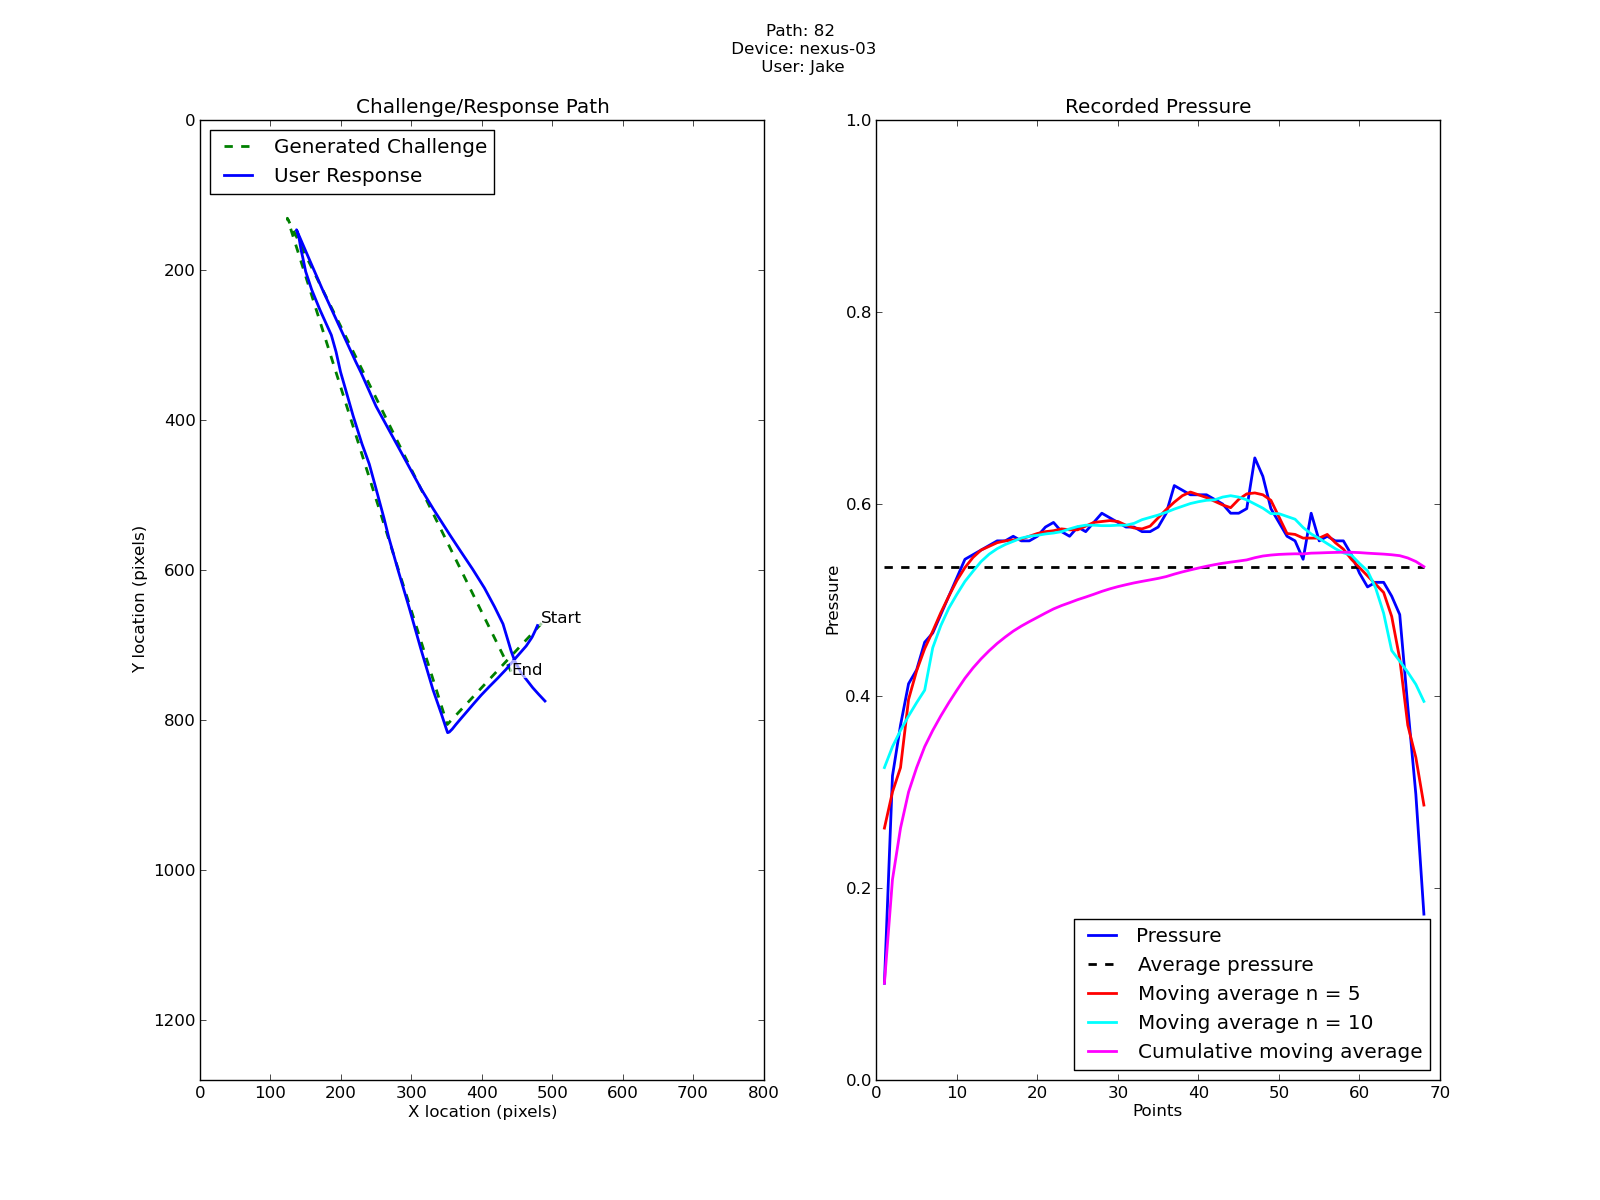 Path: 82
Device: nexus-03
User: Jake
Challenge/Response Path
Generated Challenge
User Response
Start
End
0
200
400
600
800
1000
1200
Y location (pixels)
0 100 200 300 400 500 600 700 800
X location (pixels)
Recorded Pressure
1.0
0.8
0.6
0.4
0.2
0.0
Pressure
Pressure
Average pressure
Moving average n = 5
Moving average n = 10
Cumulative moving average
0 10 20 30 40 50 60 70
Points